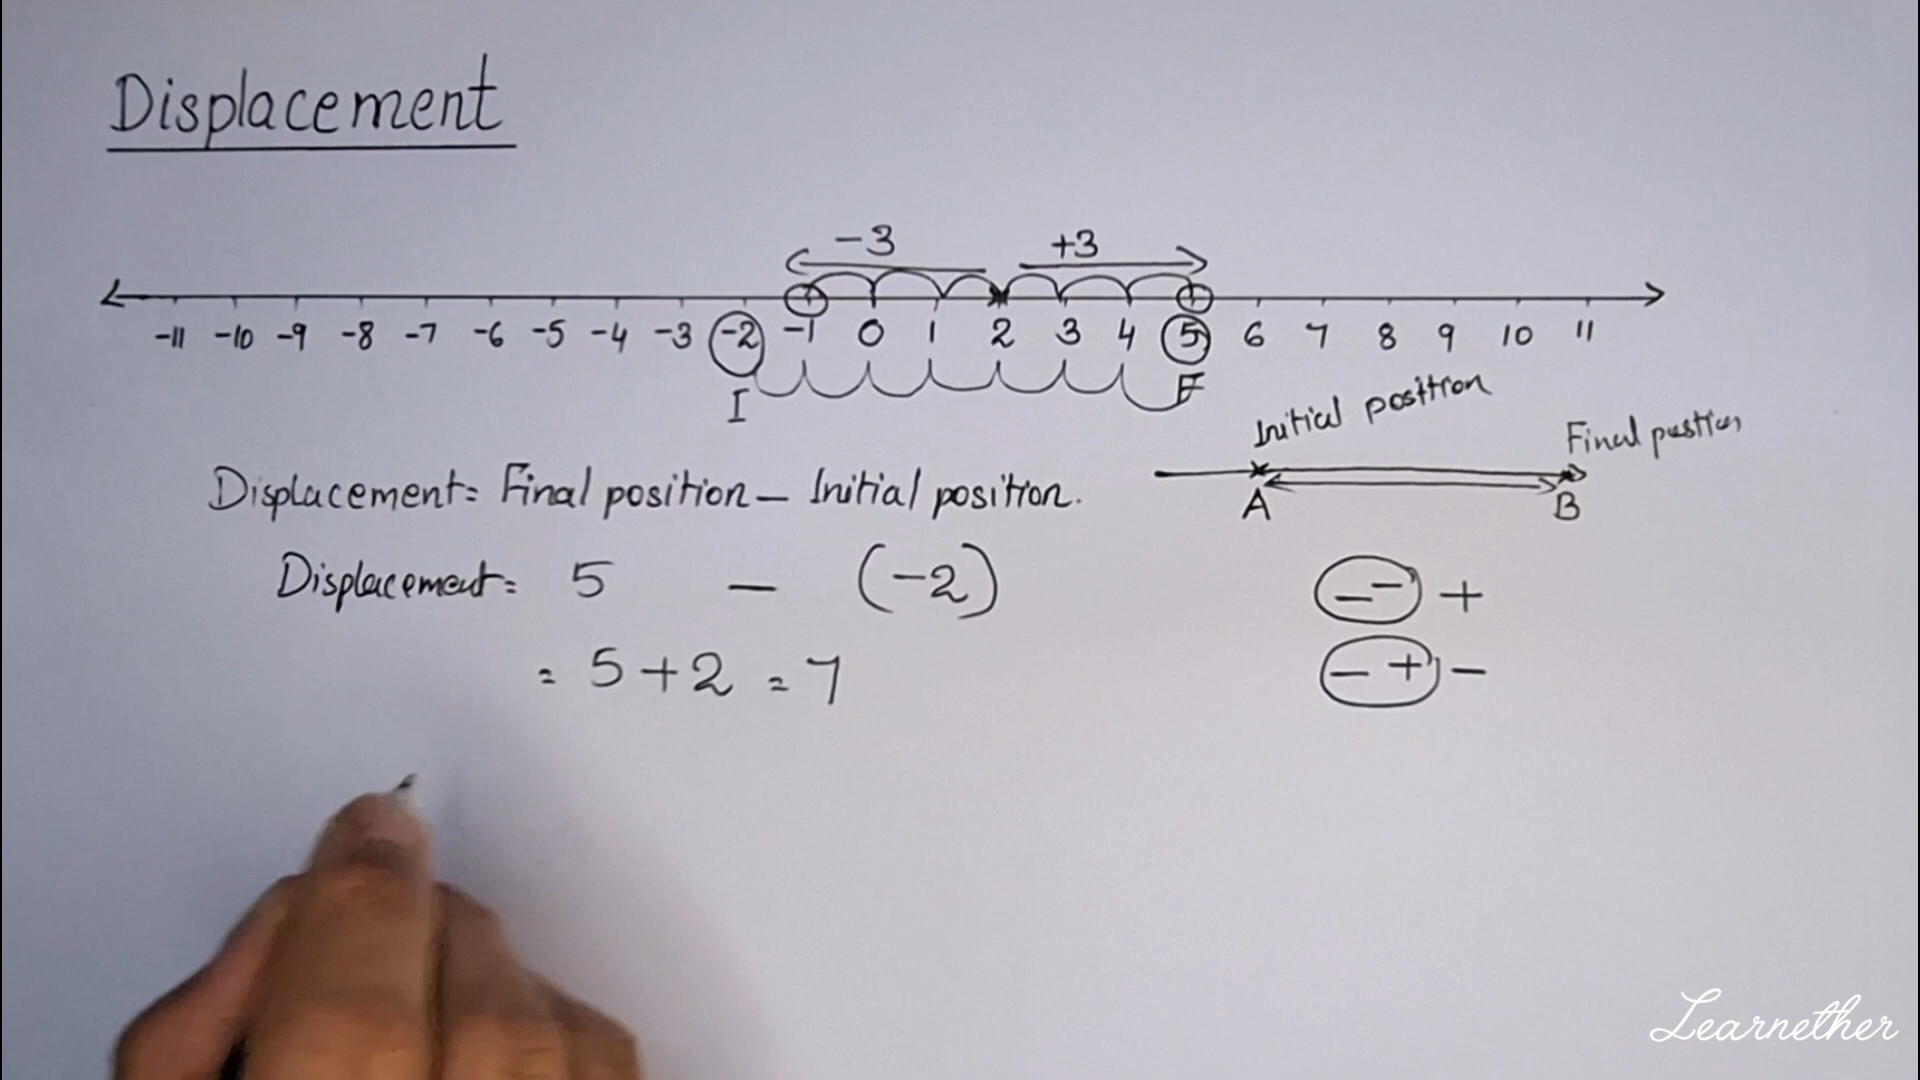 Displacement
-3 +3
-11 -10 -9 -8 -7 -6 -5 -4 -3 -2 -1 0 1 2 3 4 5 6 7 8 9 10 11
I F
Initial position
Final position
A B
Displacement = Final position - Initial position.
Displacement = 5 - (-2)
= 5+2 = 7
- - +
- + -
Learnether